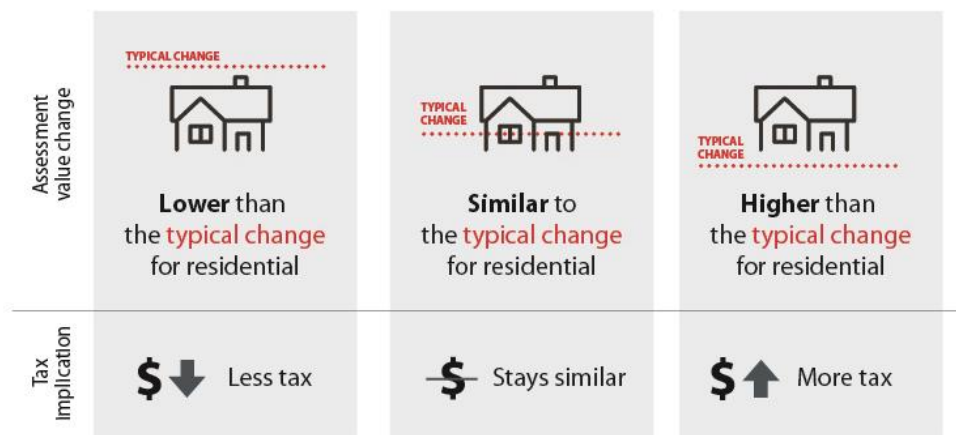 Assessment
value change
TYPICAL CHANGE
Lower than
the typical change
for residential
TYPICAL
CHANGE
Similar to
the typical change
for residential
TYPICAL
CHANGE
Higher than
the typical change
for residential
Tax
Implication
$ Less tax
$ Stays similar
$ More tax